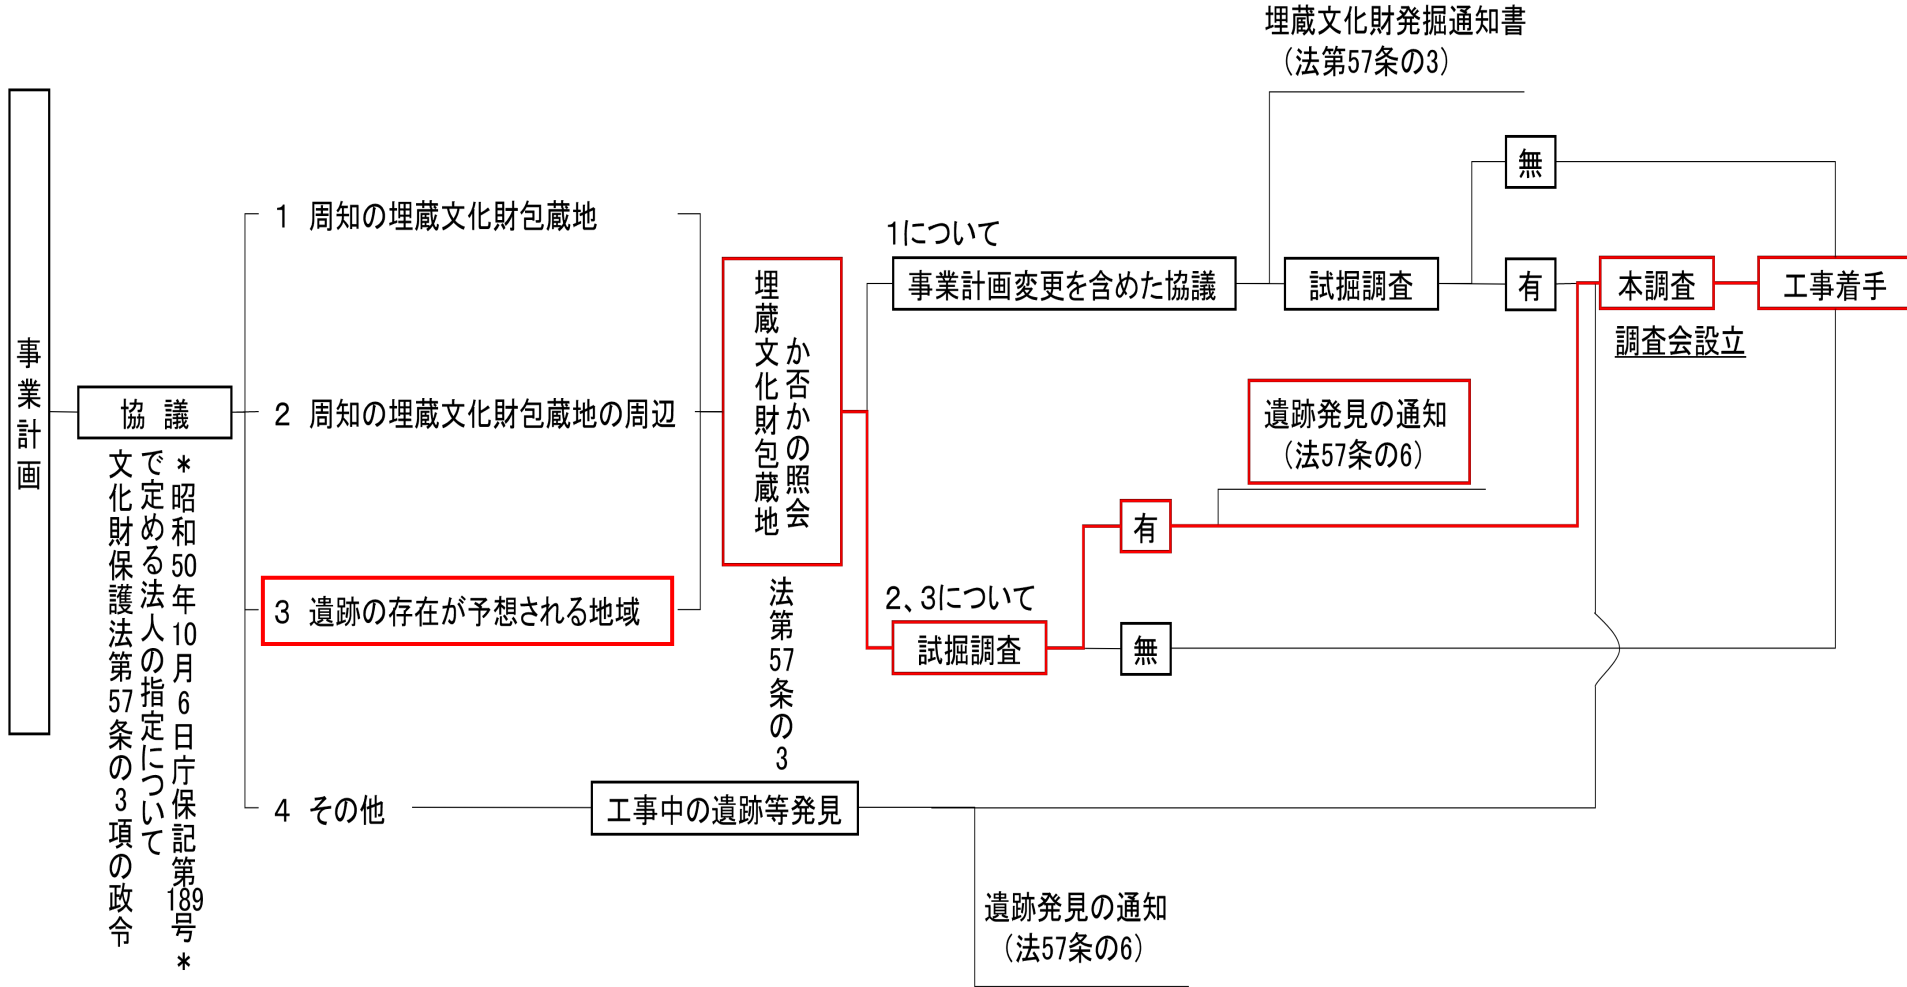 事業計画
協議
＊昭和50年10月6日庁保記第189号＊
で定める法人の指定について
文化財保護法第57条の3項の政令
1 周知の埋蔵文化財包蔵地
2 周知の埋蔵文化財包蔵地の周辺
3 遺跡の存在が予想される地域
4 その他
埋蔵文化財包蔵地
か否かの照会
法第57条の3
工事中の遺跡等発見
遺跡発見の通知
（法57条の6）
1について
事業計画変更を含めた協議
埋蔵文化財発掘通知書
（法第57条の3）
試掘調査
無
有
本調査
調査会設立
工事着手
2、3について
試掘調査
有
無
遺跡発見の通知
（法57条の6）